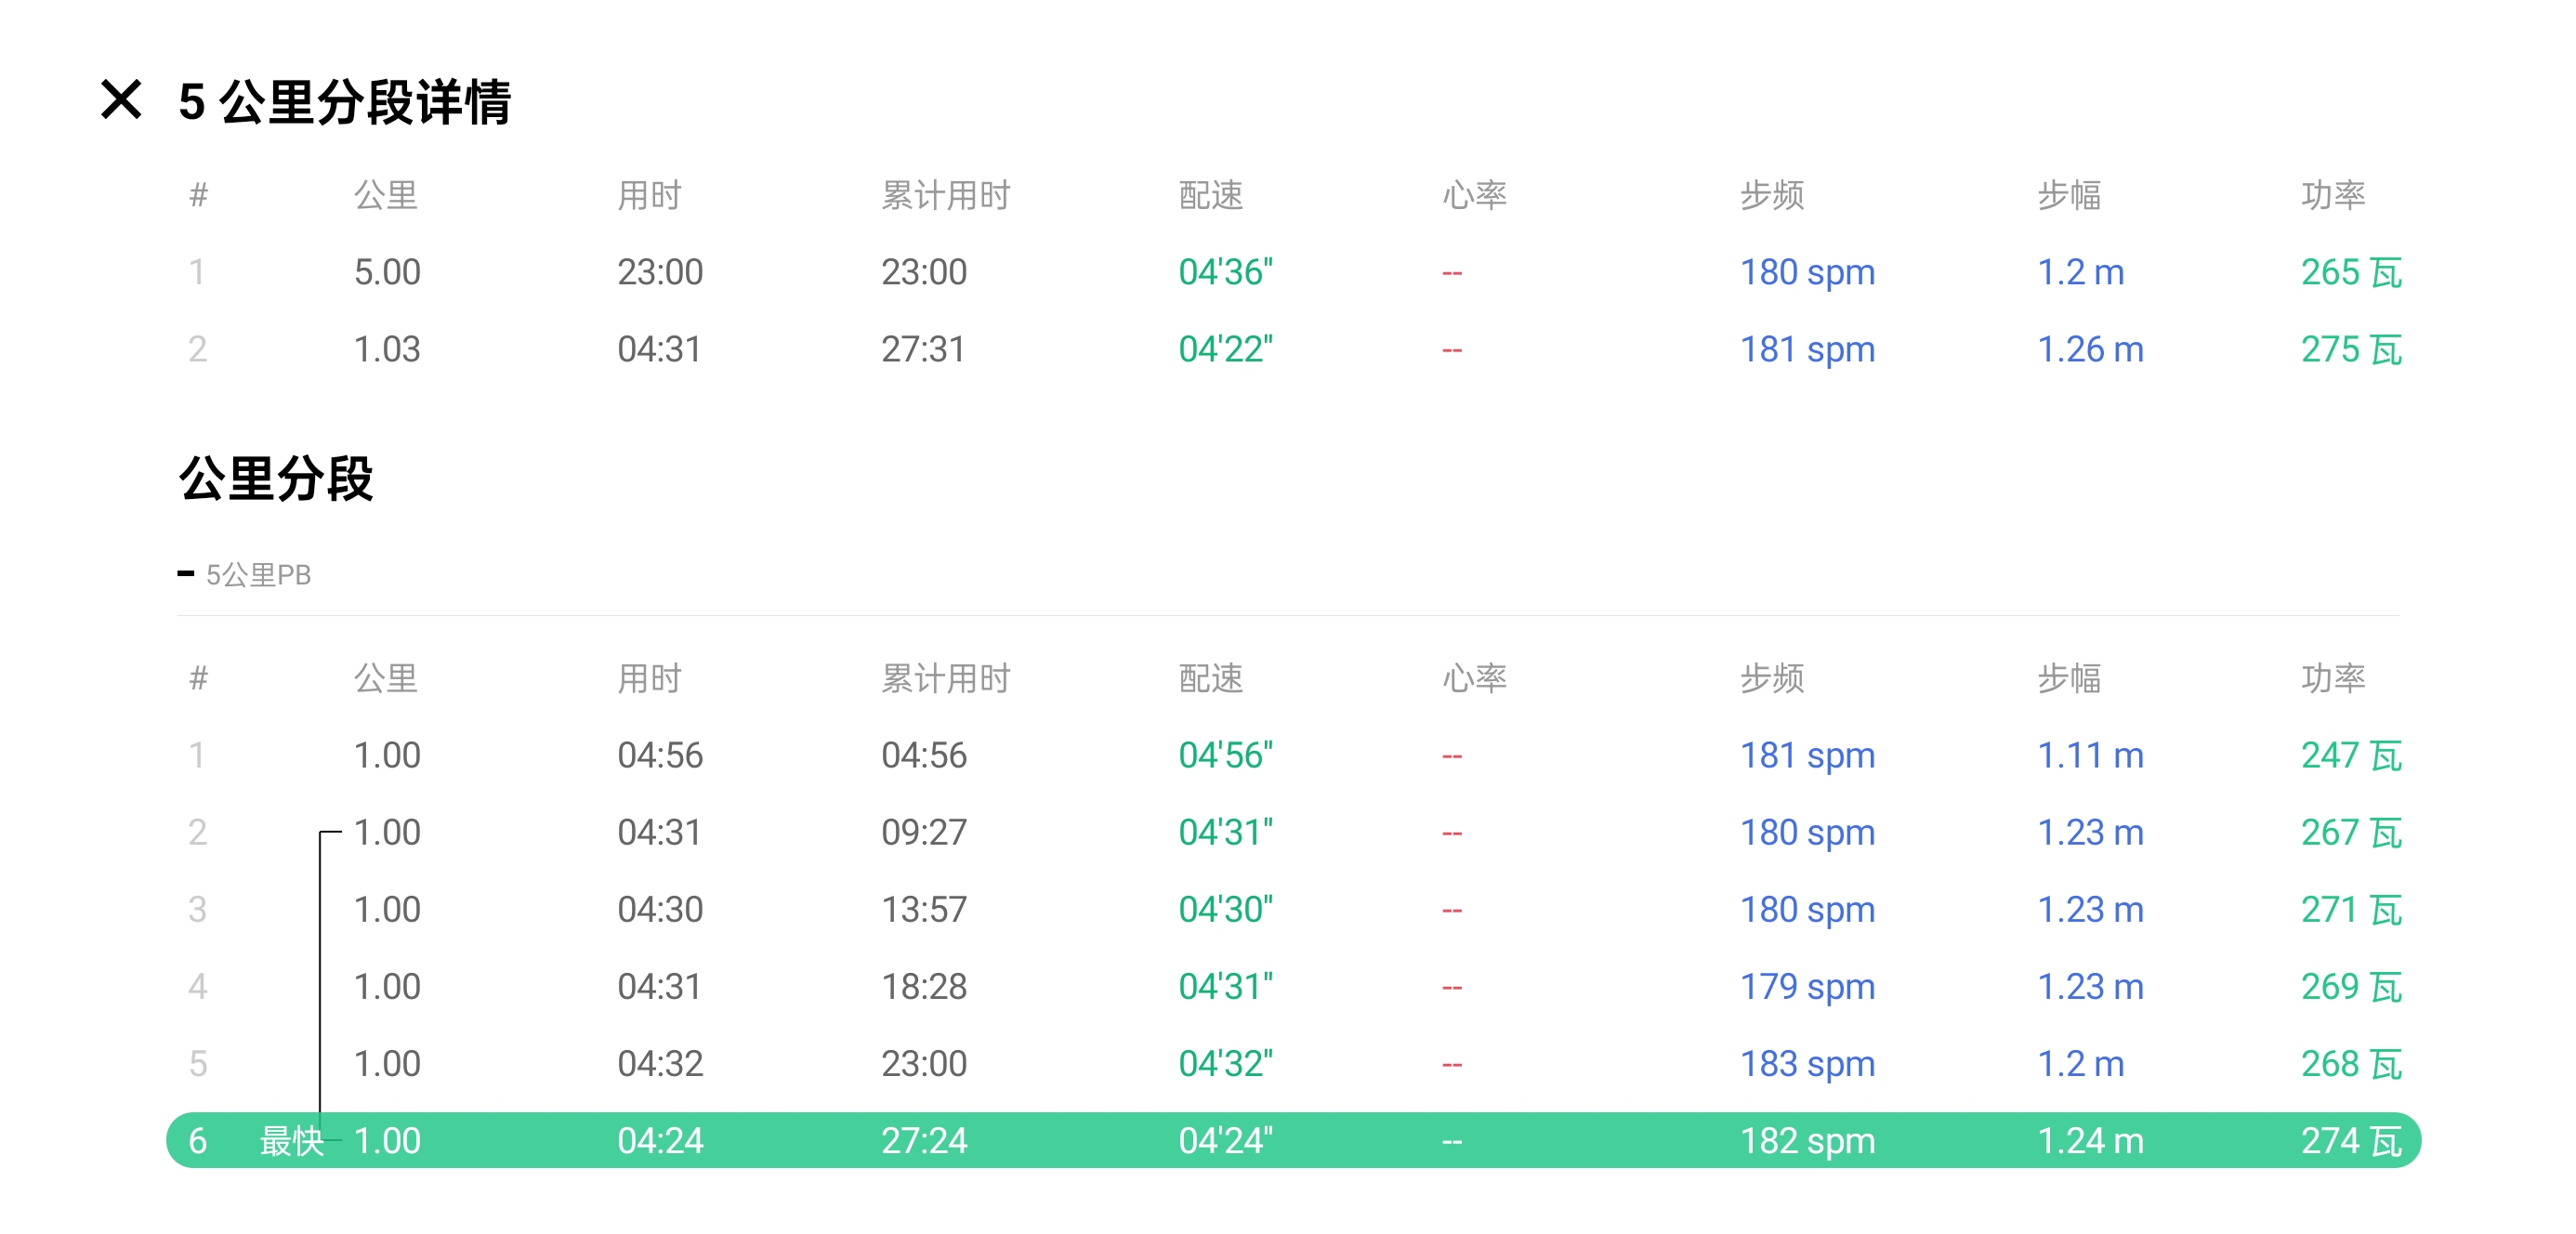 5 公里分段详情
# 公里 用时 累计用时 配速 心率 步频 步幅 功率
1 5.00 23:00 23:00 04'36" -- 180 spm 1.2 m 265 瓦
2 1.03 04:31 27:31 04'22" -- 181 spm 1.26 m 275 瓦
公里分段
5公里PB
# 公里 用时 累计用时 配速 心率 步频 步幅 功率
1 1.00 04:56 04:56 04'56" -- 181 spm 1.11 m 247 瓦
2 1.00 04:31 09:27 04'31" -- 180 spm 1.23 m 267 瓦
3 1.00 04:30 13:57 04'30" -- 180 spm 1.23 m 271 瓦
4 1.00 04:31 18:28 04'31" -- 179 spm 1.23 m 269 瓦
5 1.00 04:32 23:00 04'32" -- 183 spm 1.2 m 268 瓦
6 最快 1.00 04:24 27:24 04'24" -- 182 spm 1.24 m 274 瓦